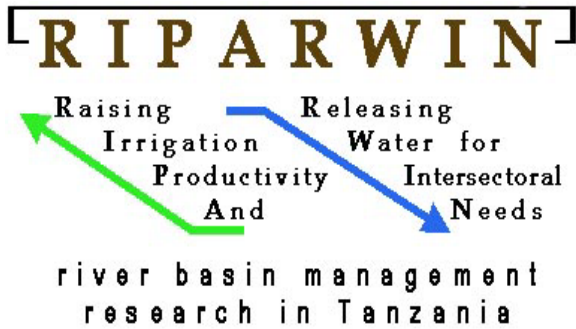 RIPARWIN
Raising Releasing
Irrigation Water for
Productivity Intersectoral
And Needs
river basin management
research in Tanzania